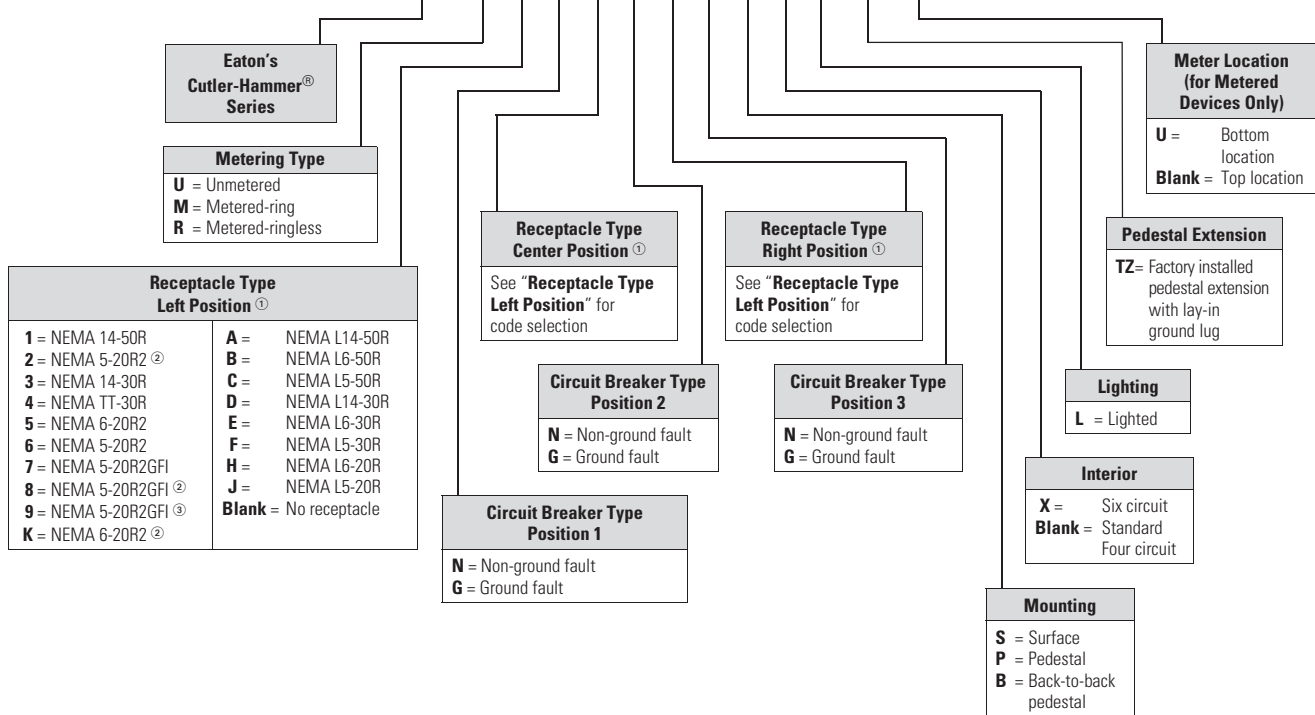 Eaton's
Cutler-Hammer®
Series
Metering Type
U = Unmetered
M = Metered-ring
R = Metered-ringless
Receptacle Type
Left Position ①
1 = NEMA 14-50R
2 = NEMA 5-20R2 ②
3 = NEMA 14-30R
4 = NEMA TT-30R
5 = NEMA 6-20R2
6 = NEMA 5-20R2
7 = NEMA 5-20R2GFI
8 = NEMA 5-20R2GFI ②
9 = NEMA 5-20R2GFI ③
K = NEMA 6-20R2 ②
A = NEMA L14-50R
B = NEMA L6-50R
C = NEMA L5-50R
D = NEMA L14-30R
E = NEMA L6-30R
F = NEMA L5-30R
H = NEMA L6-20R
J = NEMA L5-20R
Blank = No receptacle
Circuit Breaker Type
Position 1
N = Non-ground fault
G = Ground fault
Receptacle Type
Center Position ①
See “Receptacle Type
Left Position” for
code selection
Circuit Breaker Type
Position 2
N = Non-ground fault
G = Ground fault
Receptacle Type
Right Position ①
See “Receptacle Type
Left Position” for
code selection
Circuit Breaker Type
Position 3
N = Non-ground fault
G = Ground fault
Mounting
S = Surface
P = Pedestal
B = Back-to-back
pedestal
Interior
X = Six circuit
Blank = Standard
Four circuit
Lighting
L = Lighted
Pedestal Extension
TZ= Factory installed
pedestal extension
with lay-in
ground lug
Meter Location
(for Metered
Devices Only)
U = Bottom
location
Blank = Top location